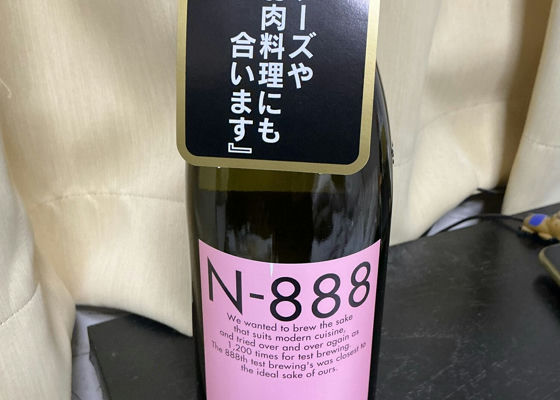 ーズや
お肉料理にも
合います』
N-888
We wanted to brew the sake
that suits modern cuisine,
and tried over and over again as
1,200 times for test brewing.
The 888th test brewing's was closest to
the ideal sake of ours.